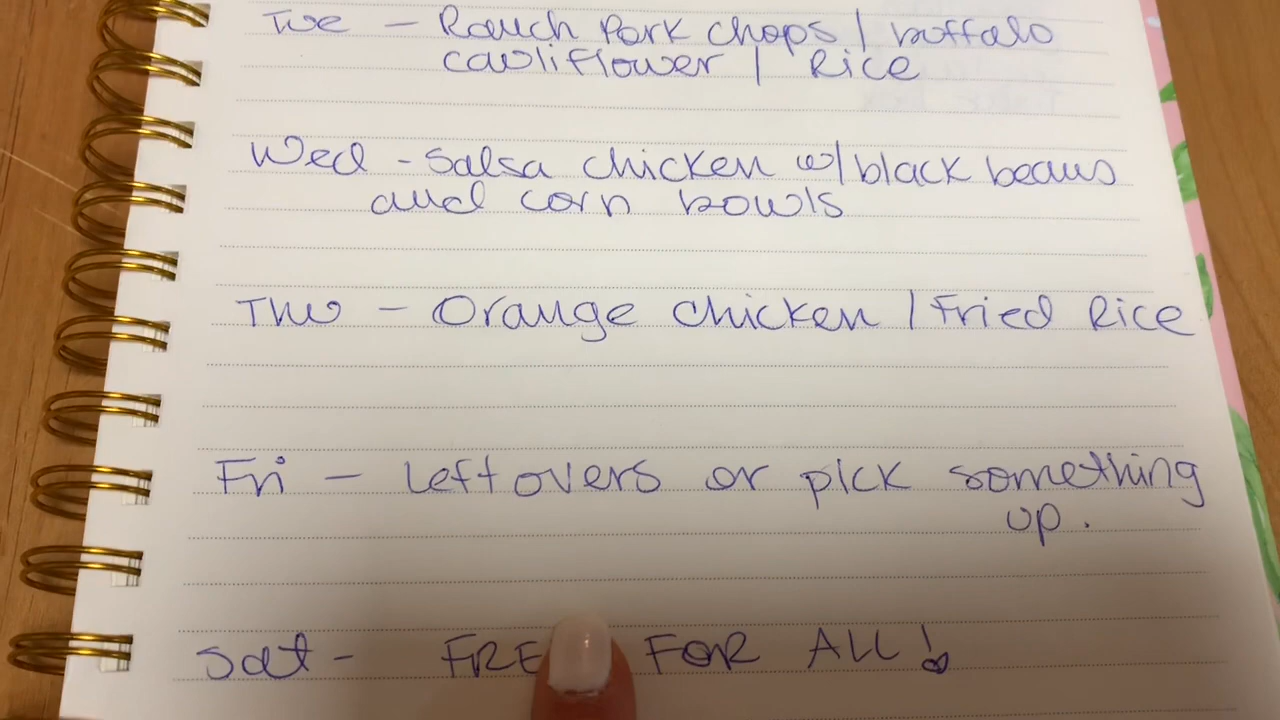 Tue - Ranch Pork chops / buffalo
cauliflower / Rice
Wed - Salsa chicken w/ black beans
and corn bowls
Thu - Orange chicken / Fried Rice
Fri - Leftovers or pick something
up.
Sat - FRE FOR ALL!